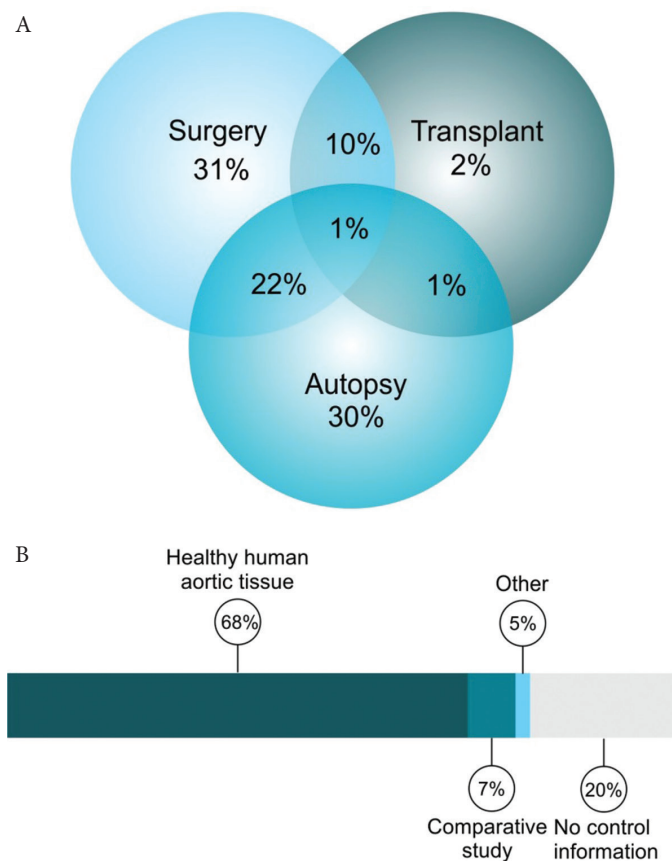 A
Surgery
31%
10%
Transplant
2%
1%
22%
1%
Autopsy
30%
B
Healthy human
aortic tissue
68%
Other
5%
7%
Comparative
study
20%
No control
information